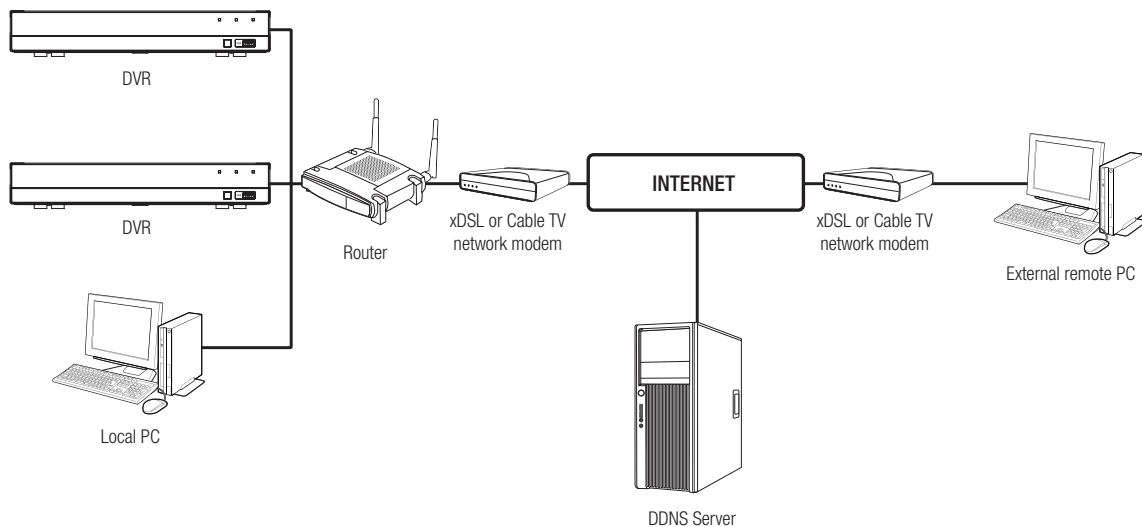 DVR
DVR
Router
xDSL or Cable TV
network modem
INTERNET
xDSL or Cable TV
network modem
External remote PC
Local PC
DDNS Server